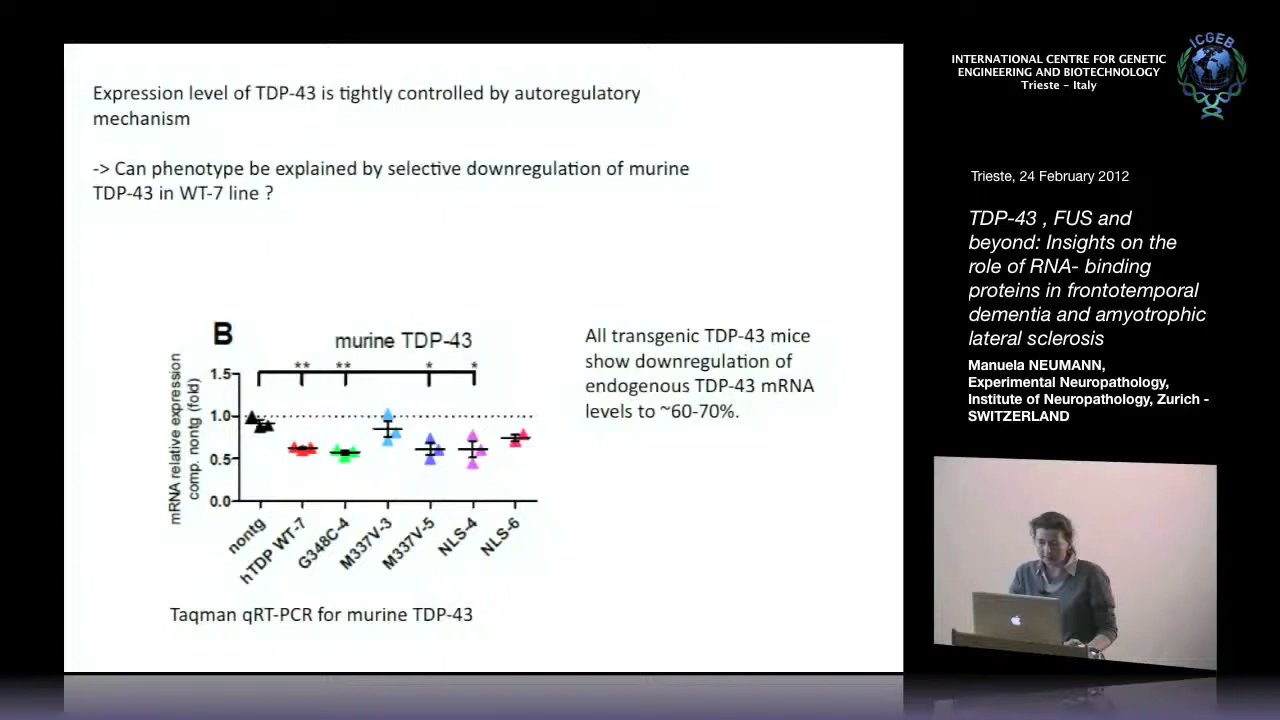 Expression level of TDP-43 is tightly controlled by autoregulatory
mechanism
-> Can phenotype be explained by selective downregulation of murine
TDP-43 in WT-7 line ?
B
murine TDP-43
** ** * *
mRNA relative expression
comp. nontg (fold)
1.5
1.0
0.5
0.0
nontg
hTDP WT-7
G348C-4
M337V-3
M337V-5
NLS-4
NLS-6
Taqman qRT-PCR for murine TDP-43
All transgenic TDP-43 mice
show downregulation of
endogenous TDP-43 mRNA
levels to ~60-70%.
INTERNATIONAL CENTRE FOR GENETIC
ENGINEERING AND BIOTECHNOLOGY
Trieste - Italy
ICGEB
Trieste, 24 February 2012
TDP-43 , FUS and
beyond: Insights on the
role of RNA- binding
proteins in frontotemporal
dementia and amyotrophic
lateral sclerosis
Manuela NEUMANN,
Experimental Neuropathology,
Institute of Neuropathology, Zurich -
SWITZERLAND